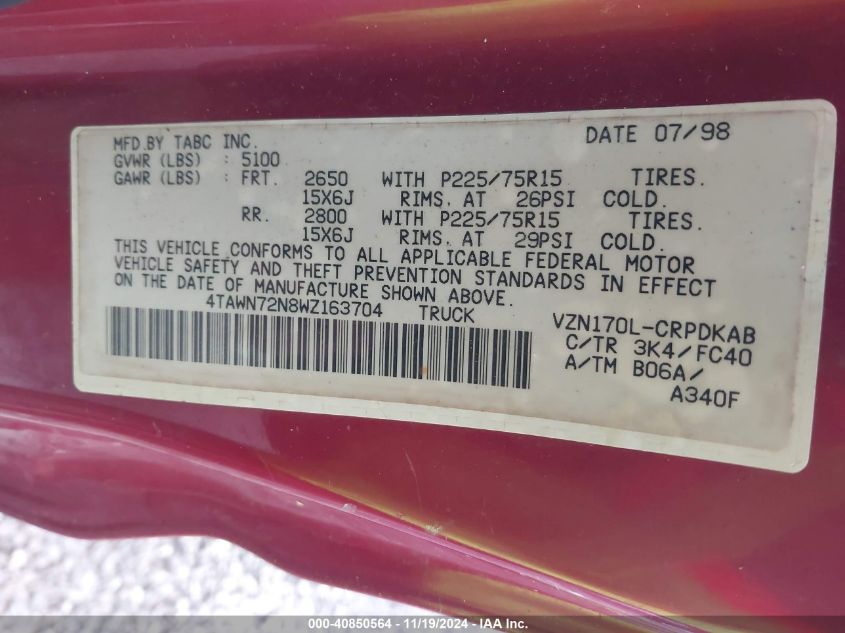 MFD.BY TABC INC. DATE 07/98
GVWR (LBS) : 5100
GAWR (LBS) : FRT. 2650 WITH P225/75R15 TIRES.
15X6J RIMS. AT 26PSI COLD.
RR. 2800 WITH P225/75R15 TIRES.
15X6J RIMS. AT 29PSI COLD.
THIS VEHICLE CONFORMS TO ALL APPLICABLE FEDERAL MOTOR
VEHICLE SAFETY AND THEFT PREVENTION STANDARDS IN EFFECT
ON THE DATE OF MANUFACTURE SHOWN ABOVE.
4TAWN72N8WZ163704 TRUCK
VZN170L-CRPDKAB
C/TR 3K4/FC40
A/TM B06A/
A340F
000-40850564 - 11/19/2024 - IAAI.COM